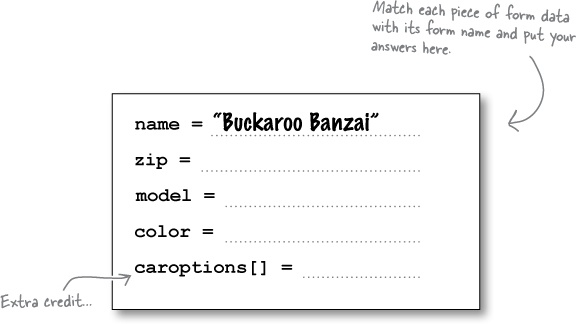 Match each piece of form data
with its form name and put your
answers here.
name = “Buckaroo Banzai”
zip =
model =
color =
caroptions[] =
Extra credit...